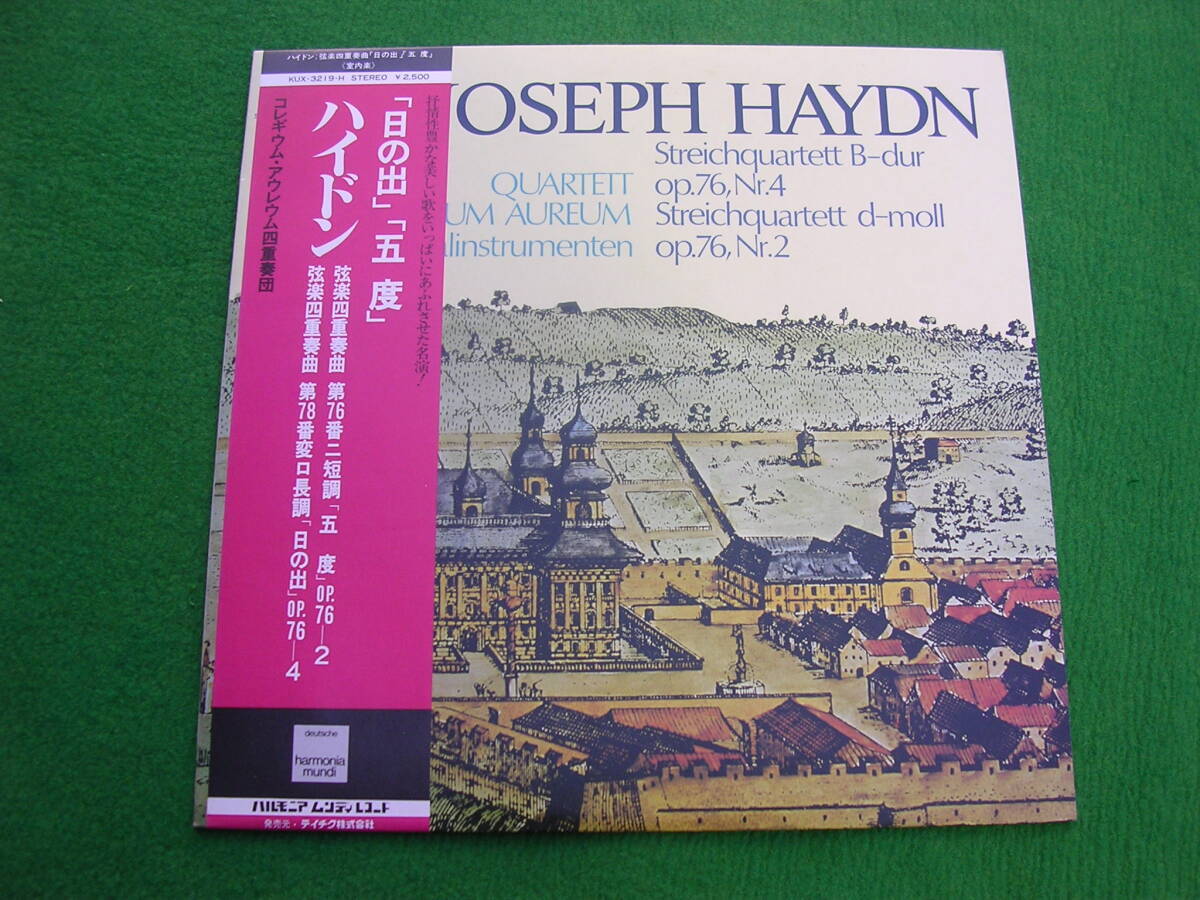 ハイドン:弦楽四重奏曲「日の出」「五 度」
〈室内楽〉
KUX-3219-H STEREO ¥2,500
抒情性豊かな美しい歌をいっぱいにあふれさせた名演!
「日の出」「五 度」
ハイドン
弦楽四重奏曲 第76番ニ短調「五 度」OP.76—2
弦楽四重奏曲 第78番変ロ長調「日の出」OP.76—4
コレギウム・アウレウム四重奏団
deutsche
harmonia
mundi
ハルモニア ムンディ レコード
発売元・テイチク株式会社
JOSEPH HAYDN
Streichquartett B-dur
op.76, Nr.4
Streichquartett d-moll
op.76, Nr.2
QUARTETT
UM AUREUM
linstrumenten